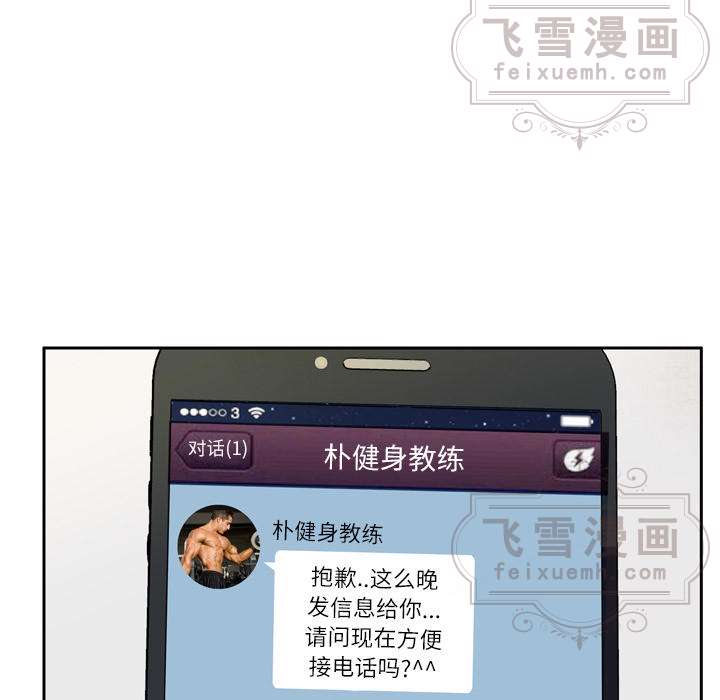 飞雪漫画
feixuemh.com
3
对话(1)
朴健身教练
朴健身教练
抱歉..这么晚
发信息给你...
请问现在方便
接电话吗?^^
飞雪漫画
feixuemh.com